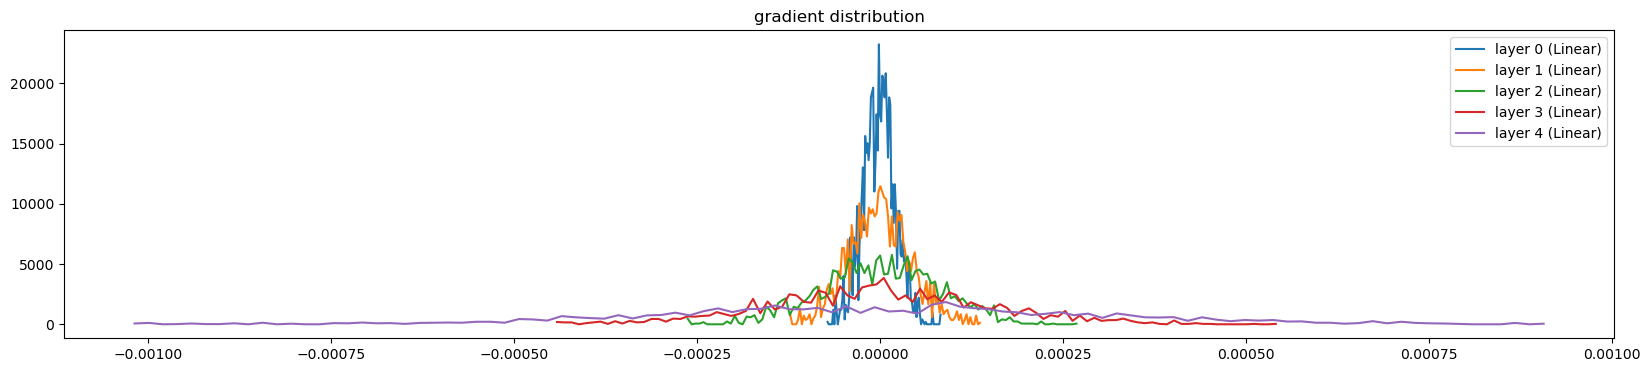 gradient distribution
layer 0 (Linear)
layer 1 (Linear)
layer 2 (Linear)
layer 3 (Linear)
layer 4 (Linear)
20000
15000
10000
5000
0
−0.00100
−0.00075
−0.00050
−0.00025
0.00000
0.00025
0.00050
0.00075
0.00100